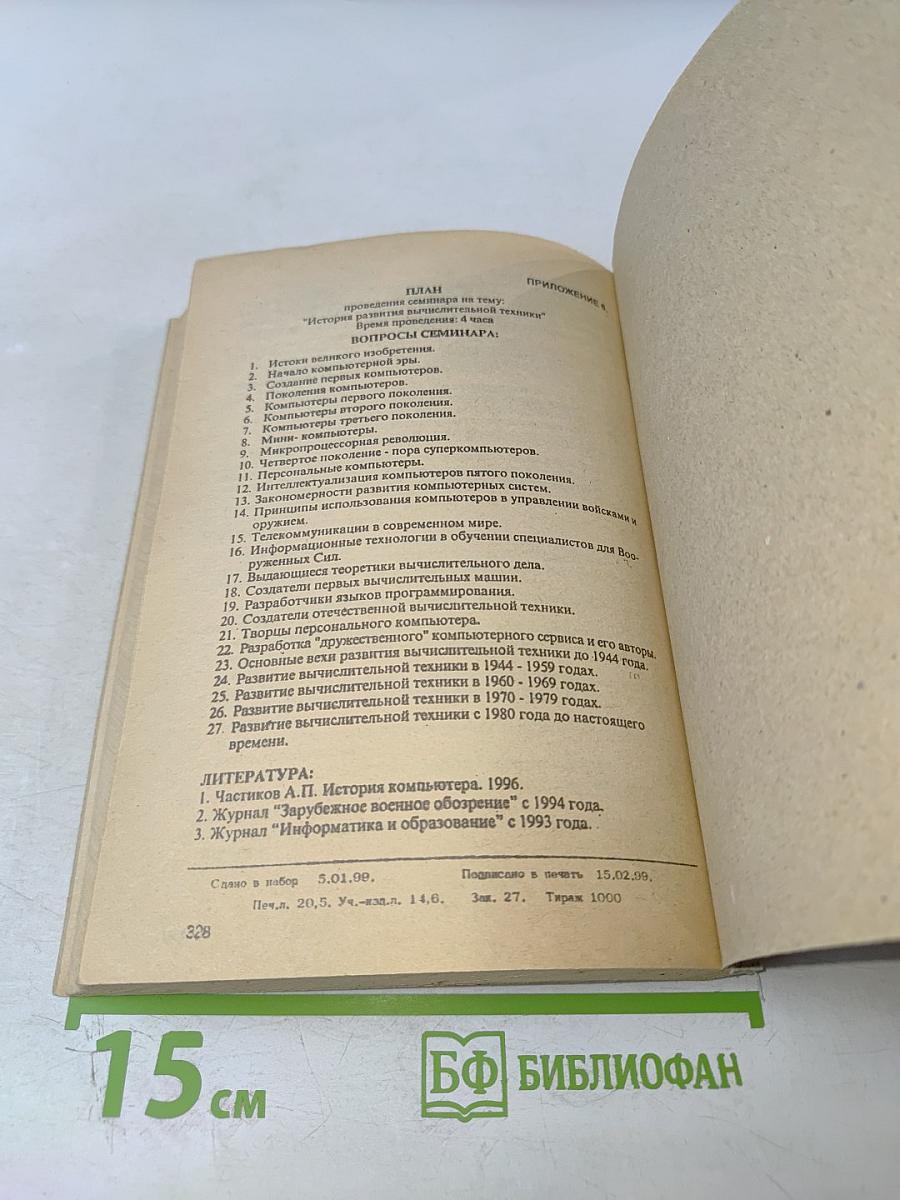 ПРИЛОЖЕНИЕ 8.
ПЛАН
проведения семинара на тему:
"История развития вычислительной техники"
Время проведения: 4 часа
ВОПРОСЫ СЕМИНАРА:
1. Истоки великого изобретения.
2. Начало компьютерной эры.
3. Создание первых компьютеров.
4. Поколения компьютеров.
5. Компьютеры первого поколения.
6. Компьютеры второго поколения.
7. Компьютеры третьего поколения.
8. Мини- компьютеры.
9. Микропроцессорная революция.
10. Четвертое поколение - пора суперкомпьютеров.
11. Персональные компьютеры.
12. Интеллектуализация компьютеров пятого поколения.
13. Закономерности развития компьютерных систем.
14. Принципы использования компьютеров в управлении войсками и
оружием.
15. Телекоммуникации в современном мире.
16. Информационные технологии в обучении специалистов для Воо-
руженных Сил.
17. Выдающиеся теоретики вычислительного дела.
18. Создатели первых вычислительных машин.
19. Разработчики языков программирования.
20. Создатели отечественной вычислительной техники.
21. Творцы персонального компьютера.
22. Разработка "дружественного" компьютерного сервиса и его авторы.
23. Основные вехи развития вычислительной техники до 1944 года.
24. Развитие вычислительной техники в 1944 - 1959 годах.
25. Развитие вычислительной техники в 1960 - 1969 годах.
26. Развитие вычислительной техники в 1970 - 1979 годах.
27. Развитие вычислительной техники с 1980 года до настоящего
времени.
ЛИТЕРАТУРА:
1. Частиков А.П. История компьютера. 1996.
2. Журнал "Зарубежное военное обозрение" с 1994 года.
3. Журнал "Информатика и образование" с 1993 года.
Сдано в набор 5.01.99. Подписано в печать 15.02.99.
Печ.л. 20,5. Уч.-изд.л. 14,6. Зак. 27. Тираж 1000
328
15 см
БФ БИБЛИОФАН